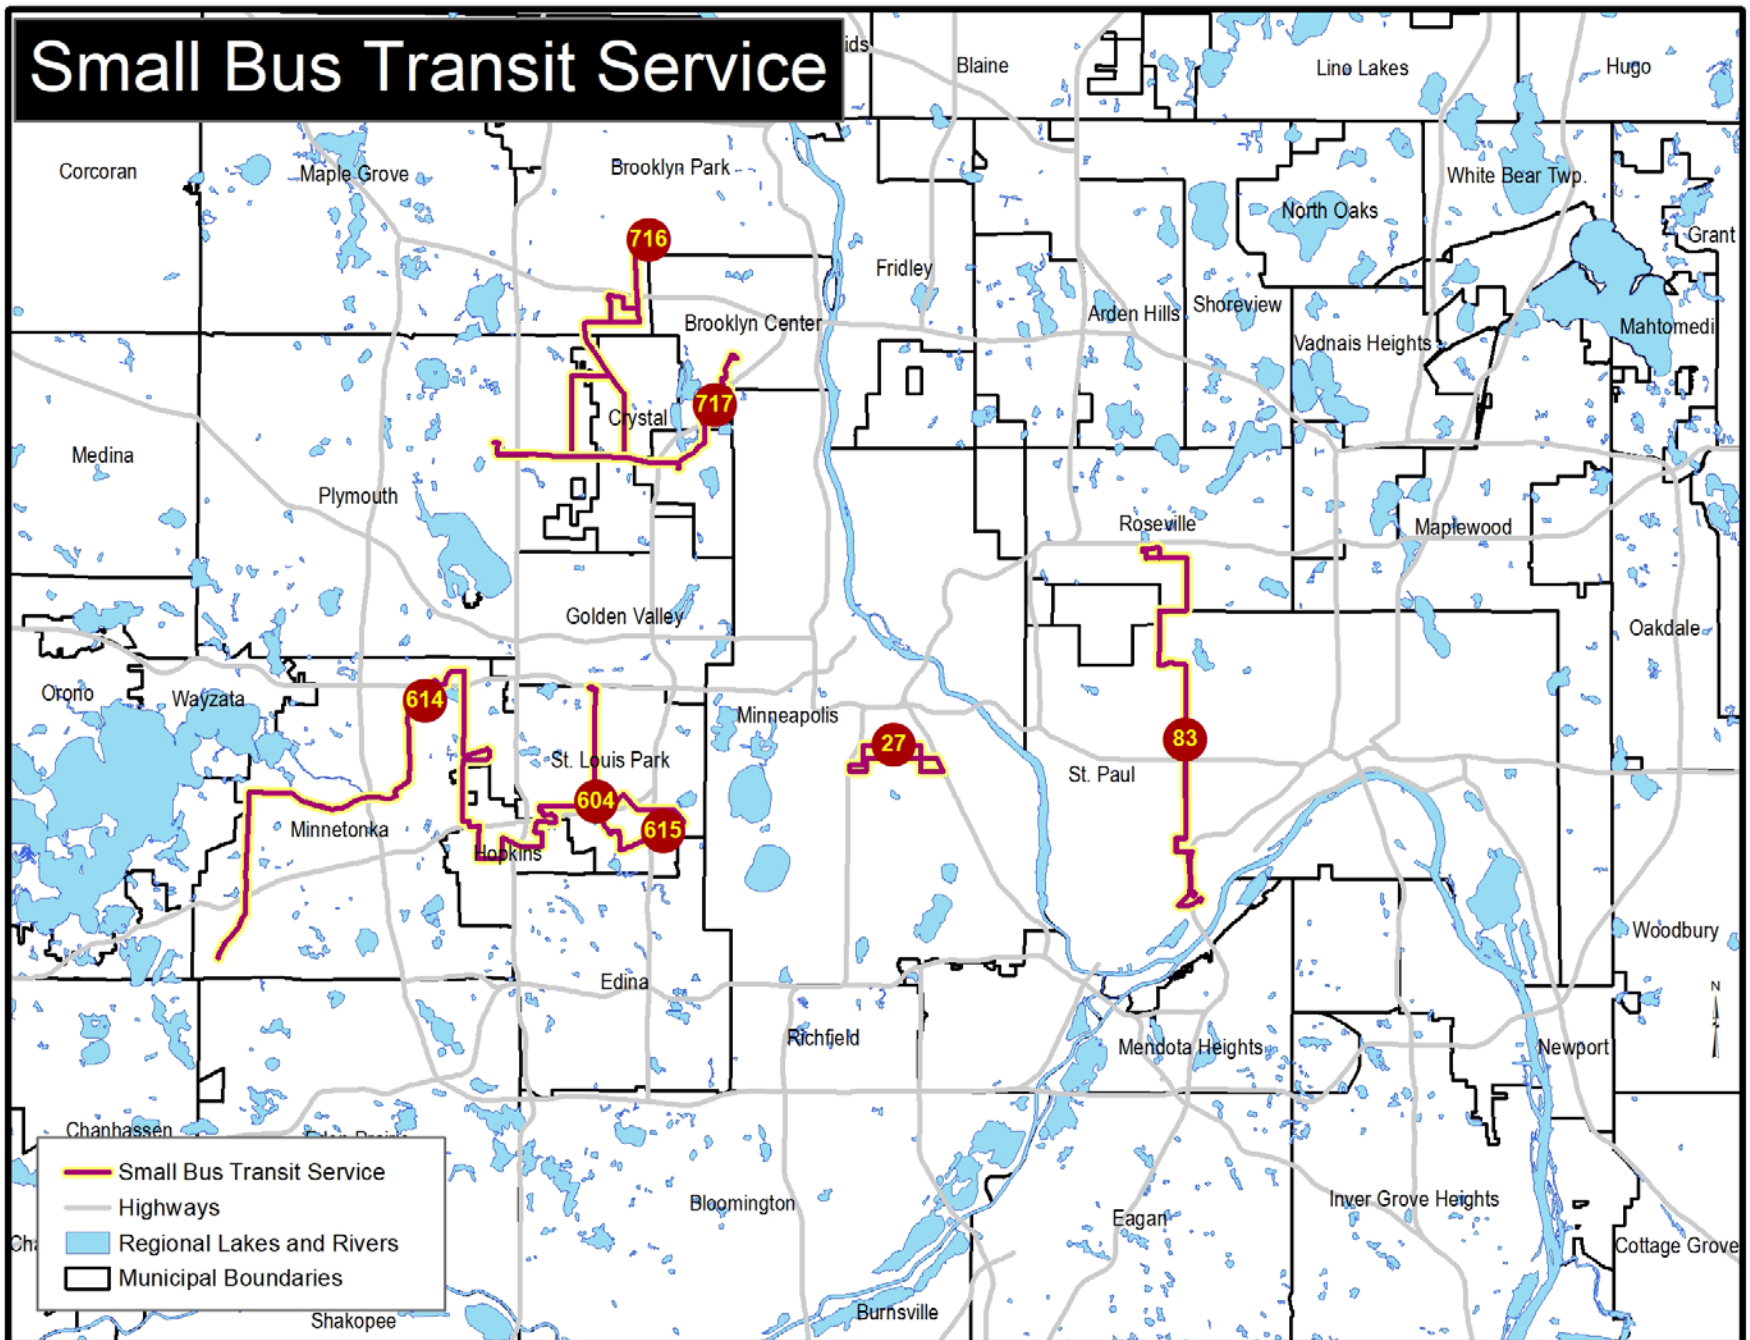 Small Bus Transit Service
ids
Blaine
Lino Lakes
Hugo
Corcoran
Maple Grove
Brooklyn Park
White Bear Twp.
North Oaks
Grant
716
Fridley
Arden Hills
Shoreview
Brooklyn Center
Mahtomedi
Vadnais Heights
717
Crystal
Medina
Plymouth
Roseville
Maplewood
Golden Valley
Oakdale
Orono
Wayzata
614
Minneapolis
27
83
St. Louis Park
St. Paul
604
Minnetonka
615
Hopkins
Woodbury
Edina
N
Richfield
Mendota Heights
Newport
Chanhassen
Small Bus Transit Service
Highways
Regional Lakes and Rivers
Municipal Boundaries
Bloomington
Inver Grove Heights
Eagan
Cottage Grove
Burnsville
Shakopee